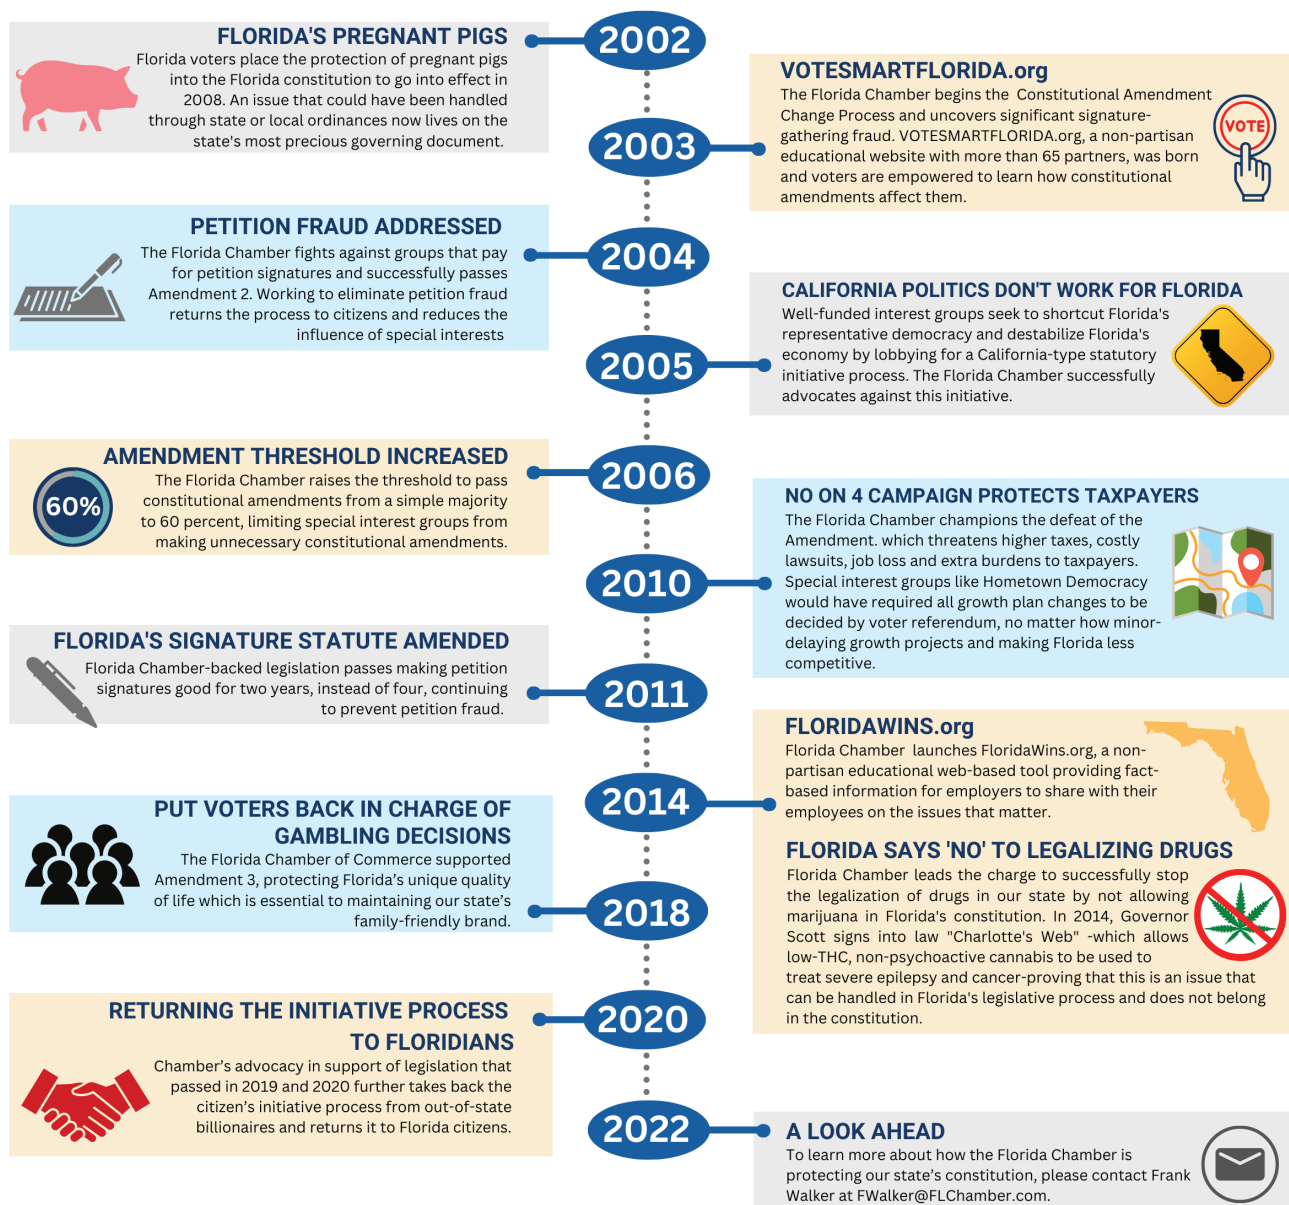 FLORIDA'S PREGNANT PIGS
Florida voters place the protection of pregnant pigs
into the Florida constitution to go into effect in
2008. An issue that could have been handled
through state or local ordinances now lives on the
state's most precious governing document.
2002
VOTESMARTFLORIDA.org
The Florida Chamber begins the Constitutional Amendment
Change Process and uncovers significant signature-
gathering fraud. VOTESMARTFLORIDA.org, a non-partisan
educational website with more than 65 partners, was born
and voters are empowered to learn how constitutional
amendments affect them.
VOTE
2003
PETITION FRAUD ADDRESSED
The Florida Chamber fights against groups that pay
for petition signatures and successfully passes
Amendment 2. Working to eliminate petition fraud
returns the process to citizens and reduces the
influence of special interests
2004
CALIFORNIA POLITICS DON'T WORK FOR FLORIDA
Well-funded interest groups seek to shortcut Florida's
representative democracy and destabilize Florida's
economy by lobbying for a California-type statutory
initiative process. The Florida Chamber successfully
advocates against this initiative.
2005
AMENDMENT THRESHOLD INCREASED
The Florida Chamber raises the threshold to pass
constitutional amendments from a simple majority
to 60 percent, limiting special interest groups from
making unnecessary constitutional amendments.
60%
2006
NO ON 4 CAMPAIGN PROTECTS TAXPAYERS
The Florida Chamber champions the defeat of the
Amendment. which threatens higher taxes, costly
lawsuits, job loss and extra burdens to taxpayers.
Special interest groups like Hometown Democracy
would have required all growth plan changes to be
decided by voter referendum, no matter how minor-
delaying growth projects and making Florida less
competitive.
2010
FLORIDA'S SIGNATURE STATUTE AMENDED
Florida Chamber-backed legislation passes making petition
signatures good for two years, instead of four, continuing
to prevent petition fraud.
2011
FLORIDAWINS.org
Florida Chamber launches FloridaWins.org, a non-
partisan educational web-based tool providing fact-
based information for employers to share with their
employees on the issues that matter.
2014
FLORIDA SAYS 'NO' TO LEGALIZING DRUGS
Florida Chamber leads the charge to successfully stop
the legalization of drugs in our state by not allowing
marijuana in Florida's constitution. In 2014, Governor
Scott signs into law "Charlotte's Web" -which allows
low-THC, non-psychoactive cannabis to be used to
treat severe epilepsy and cancer-proving that this is an issue that
can be handled in Florida's legislative process and does not belong
in the constitution.
PUT VOTERS BACK IN CHARGE OF
GAMBLING DECISIONS
The Florida Chamber of Commerce supported
Amendment 3, protecting Florida’s unique quality
of life which is essential to maintaining our state’s
family-friendly brand.
2018
RETURNING THE INITIATIVE PROCESS
TO FLORIDIANS
Chamber’s advocacy in support of legislation that
passed in 2019 and 2020 further takes back the
citizen’s initiative process from out-of-state
billionaires and returns it to Florida citizens.
2020
2022
A LOOK AHEAD
To learn more about how the Florida Chamber is
protecting our state’s constitution, please contact Frank
Walker at FWalker@FLChamber.com.